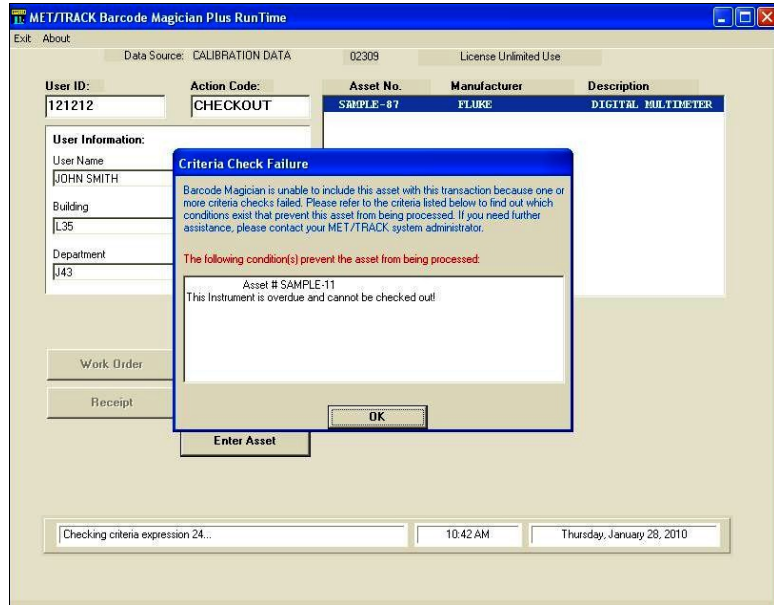 MET/TRACK Barcode Magician Plus RunTime
Exit About
Data Source: CALIBRATION DATA 02309 License Unlimited Use
User ID: Action Code: Asset No. Manufacturer Description
121212 CHECKOUT SAMPLE-87 FLUKE DIGITAL MULTIMETER
User Information:
User Name
JOHN SMITH
Building
L35
Department
J43
Criteria Check Failure
Barcode Magician is unable to include this asset with this transaction because one or
more criteria checks failed. Please refer to the criteria listed below to find out which
conditions exist that prevent this asset from being processed. If you need further
assistance, please contact your MET/TRACK system administrator.
The following condition(s) prevent the asset from being processed:
Asset # SAMPLE-11
This Instrument is overdue and cannot be checked out!
OK
Work Order
Receipt
Enter Asset
Checking criteria expression 24... 10:42 AM Thursday, January 28, 2010